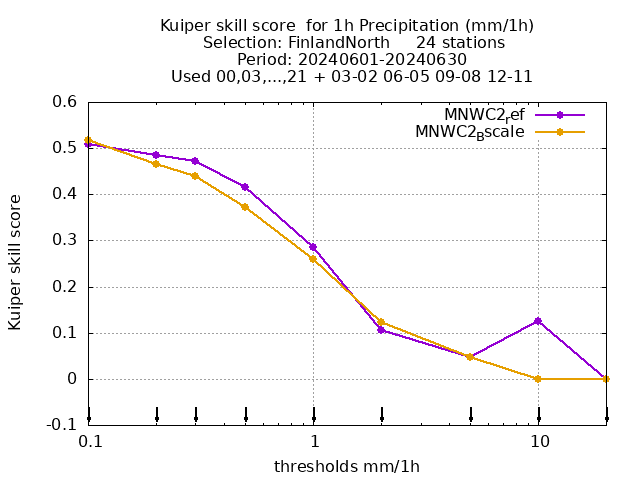 Kuiper skill score  for 1h Precipitation (mm/1h)
Selection: FinlandNorth     24 stations
Period: 20240601-20240630
Used 00,03,...,21 + 03-02 06-05 09-08 12-11
MNWC2_ref
MNWC2_Bscale
0.6
0.5
0.4
0.3
0.2
0.1
0
-0.1
Kuiper skill score
0.1 1 10
thresholds mm/1h